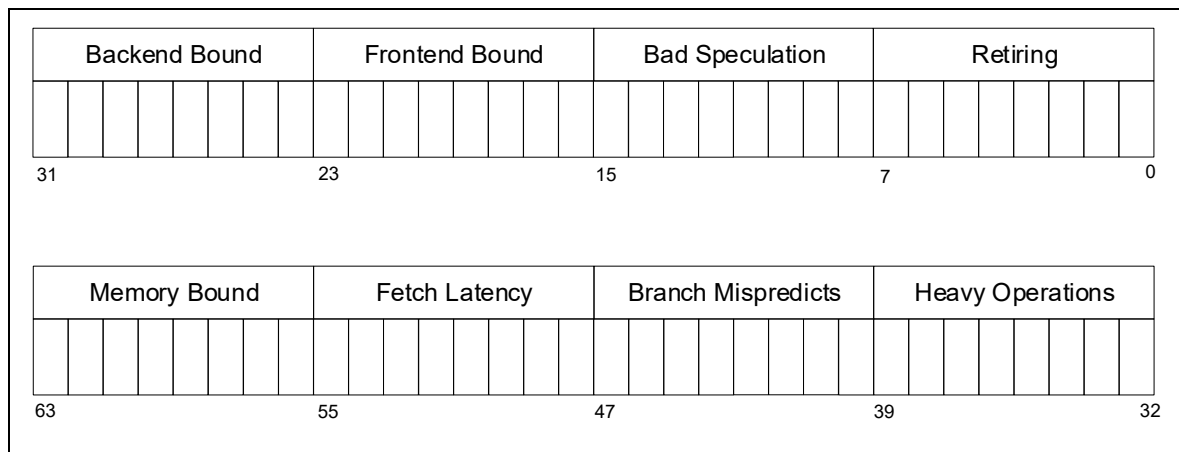 Backend Bound Frontend Bound Bad Speculation Retiring
31 23 15 7 0
Memory Bound Fetch Latency Branch Mispredicts Heavy Operations
63 55 47 39 32